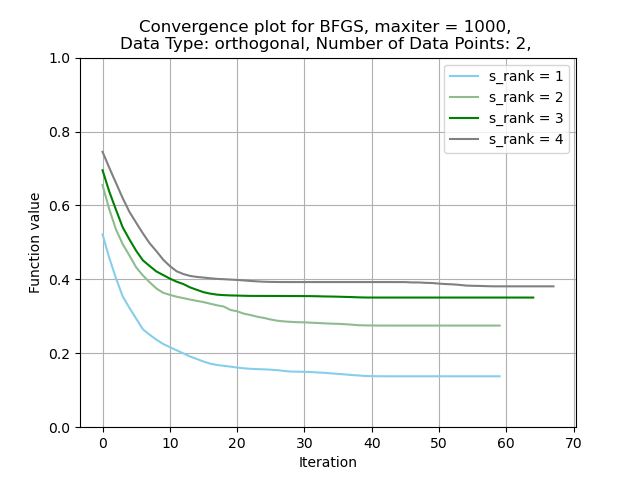 Convergence plot for BFGS, maxiter = 1000,
Data Type: orthogonal, Number of Data Points: 2,
1.0
0.8
0.6
0.4
0.2
0.0
Function value
s_rank = 1
s_rank = 2
s_rank = 3
s_rank = 4
0 10 20 30 40 50 60 70
Iteration